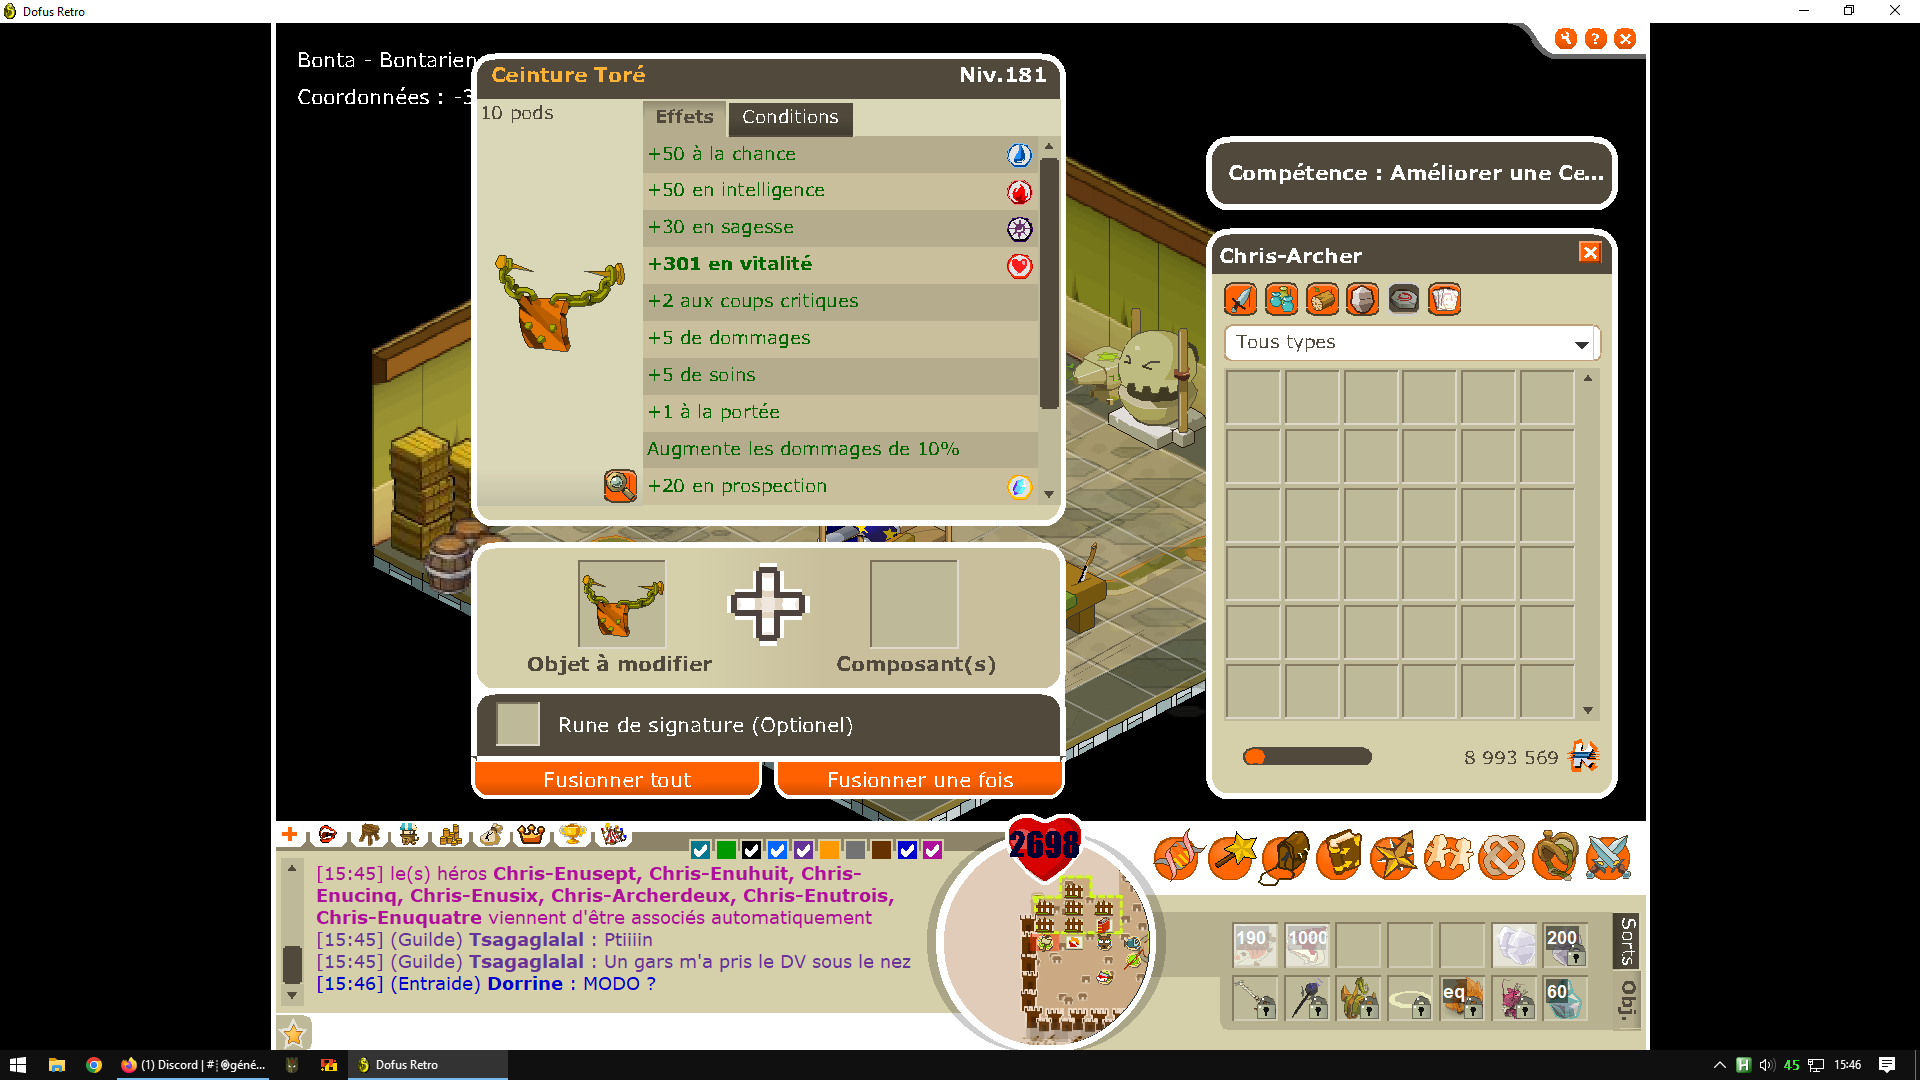 Dofus Retro
Bonta - Bontarien
Coordonnées : -3
Ceinture Toré
Niv.181
10 pods
Effets
Conditions
+50 à la chance
+50 en intelligence
+30 en sagesse
+301 en vitalité
+2 aux coups critiques
+5 de dommages
+5 de soins
+1 à la portée
Augmente les dommages de 10%
+20 en prospection
Compétence : Améliorer une Ce...
Chris-Archer
Tous types
Objet à modifier
Composant(s)
Rune de signature (Optionel)
Fusionner tout
Fusionner une fois
8 993 569
2698
[15:45] le(s) héros Chris-Enusept, Chris-Enuhuit, Chris-
Enucinq, Chris-Enusix, Chris-Archerdeux, Chris-Enutrois,
Chris-Enuquatre viennent d'être associés automatiquement
[15:45] (Guilde) Tsagaglalal : Ptiiiin
[15:45] (Guilde) Tsagaglalal : Un gars m'a pris le DV sous le nez
[15:46] (Entraide) Dorrine : MODO ?
190
1000
200
Sorts
eq
60
Obj.
(1) Discord | #┊@géné...
Dofus Retro
45
15:46